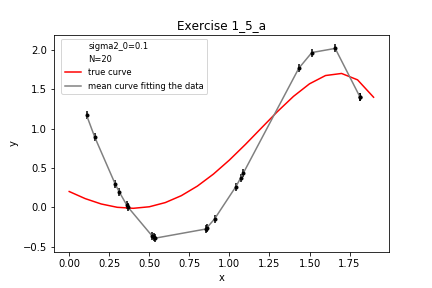 Exercise 1_5_a
sigma2_0=0.1
N=20
true curve
mean curve fitting the data
2.0
1.5
1.0
0.5
0.0
−0.5
y
0.00 0.25 0.50 0.75 1.00 1.25 1.50 1.75
x